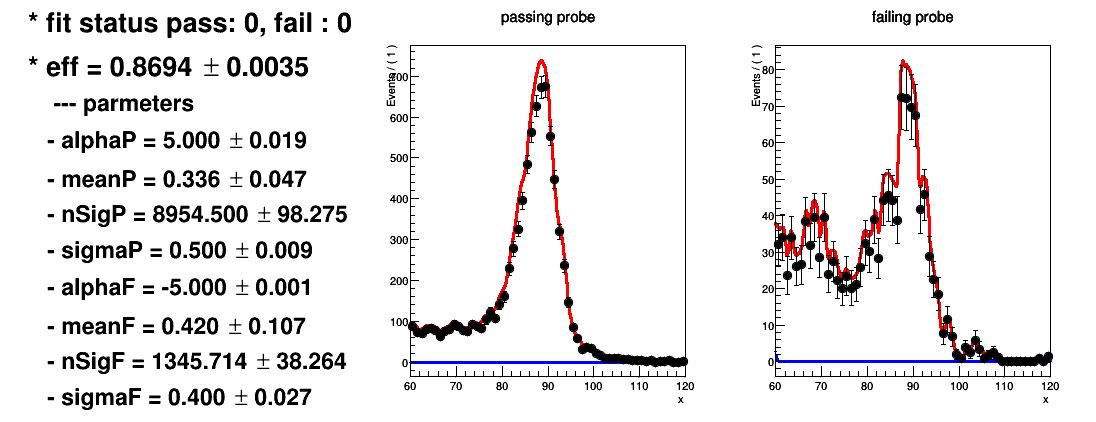 * fit status pass: 0, fail : 0
* eff = 0.8694 ± 0.0035
--- parmeters
- alphaP = 5.000 ± 0.019
- meanP = 0.336 ± 0.047
- nSigP = 8954.500 ± 98.275
- sigmaP = 0.500 ± 0.009
- alphaF = -5.000 ± 0.001
- meanF = 0.420 ± 0.107
- nSigF = 1345.714 ± 38.264
- sigmaF = 0.400 ± 0.027
passing probe
Events / ( 1 )
700
600
500
400
300
200
100
0
60 70 80 90 100 110 120
x
failing probe
Events / ( 1 )
80
70
60
50
40
30
20
10
0
60 70 80 90 100 110 120
x